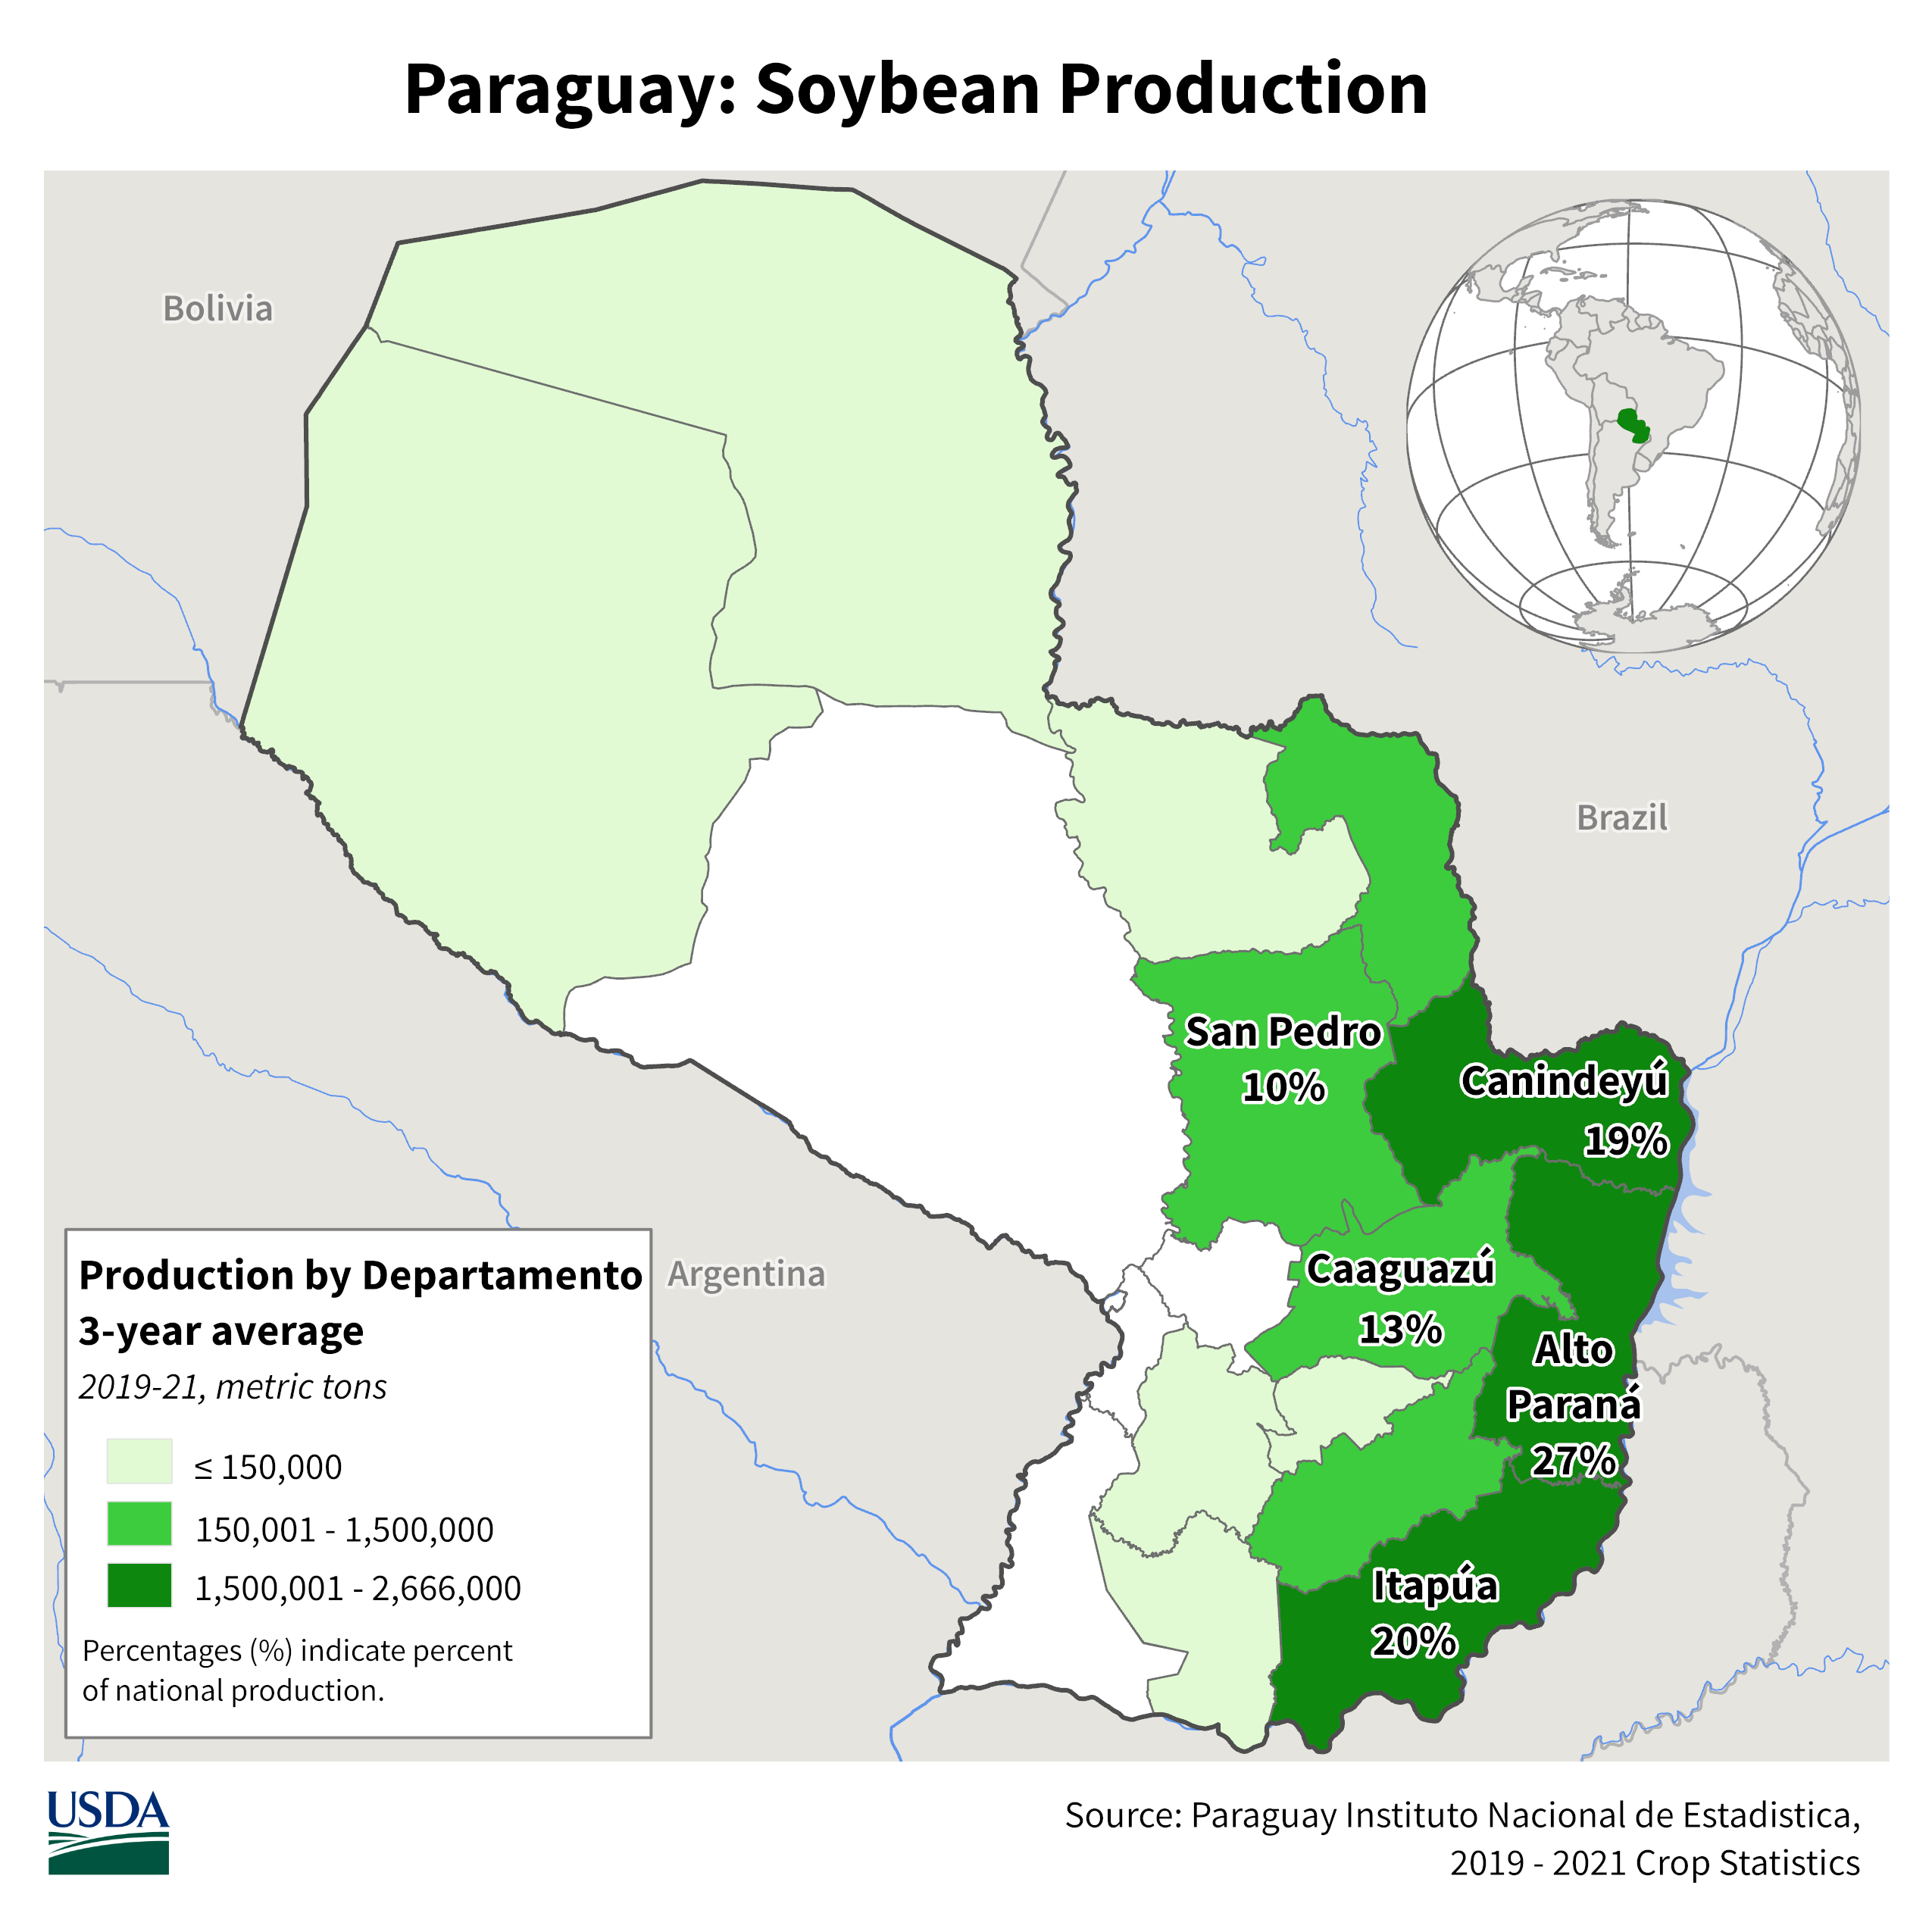 Paraguay: Soybean Production
Bolivia
Brazil
San Pedro
10%
Canindeyú
19%
Argentina
Caaguazú
13%
Alto
Paraná
27%
Itapúa
20%
Production by Departamento
3-year average
2019-21, metric tons
≤ 150,000
150,001 - 1,500,000
1,500,001 - 2,666,000
Percentages (%) indicate percent
of national production.
USDA
Source: Paraguay Instituto Nacional de Estadistica,
2019 - 2021 Crop Statistics